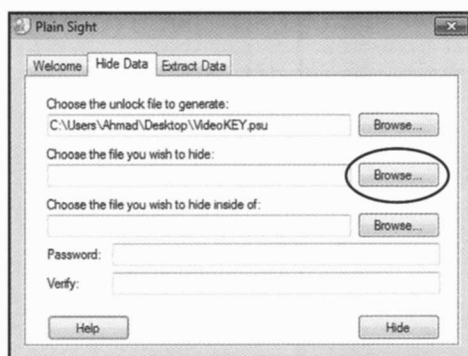 Plain Sight
Welcome Hide Data Extract Data
Choose the unlock file to generate:
C:\Users\Ahmad\Desktop\VideoKEY.psu Browse...
Choose the file you wish to hide:
Browse...
Choose the file you wish to hide inside of:
Browse...
Password:
Verify:
Help Hide